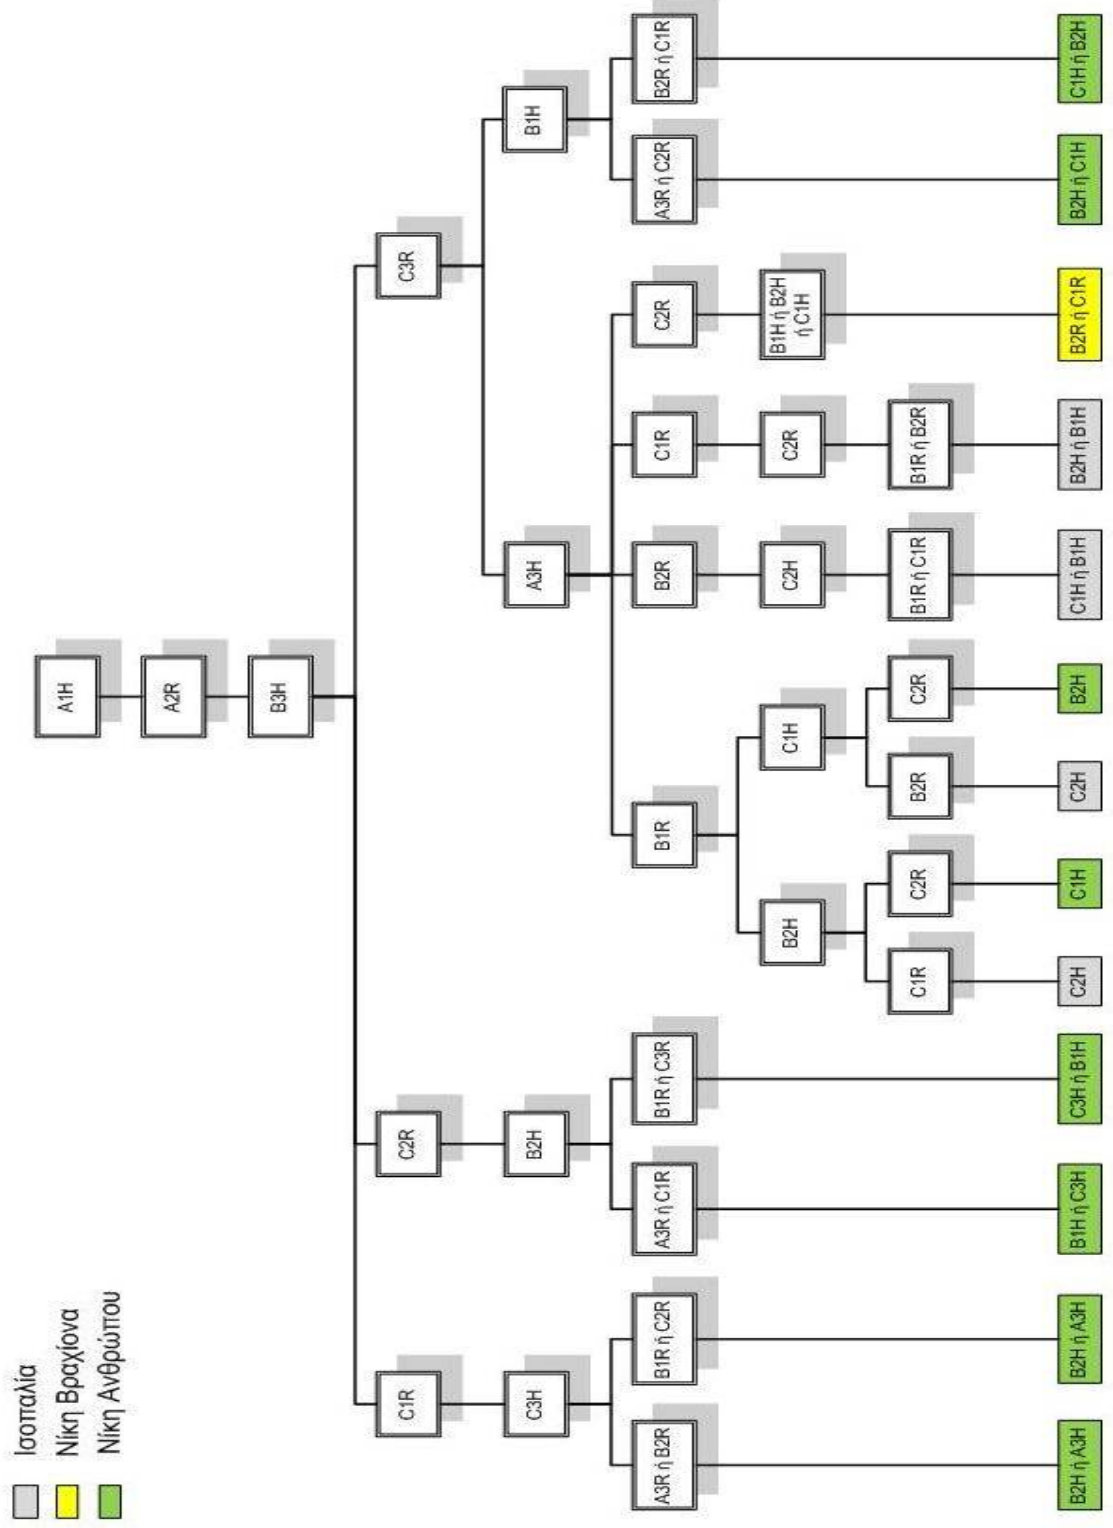 Ισοπαλία
Νίκη Βραχίονα
Νίκη Ανθρώπου
A1H
A2R
B3H
C1R
C2R
C3R
C3H
B2H
A3H
B1H
A3R ή B2R
B1R ή C2R
A3R ή C1R
B1R ή C3R
B1R
B2R
C1R
C2R
A3R ή C2R
B2R ή C1R
B2H
C1H
C2H
C2R
B1H ή B2H
ή C1H
C1R
C2R
B2R
C2R
B1R ή C1R
B1R ή B2R
B2H ή A3H
B2H ή A3H
B1H ή C3H
C3H ή B1H
C2H
C1H
C2H
B2H
C1H ή B1H
B2H ή B1H
B2R ή C1R
B2H ή C1H
C1H ή B2H